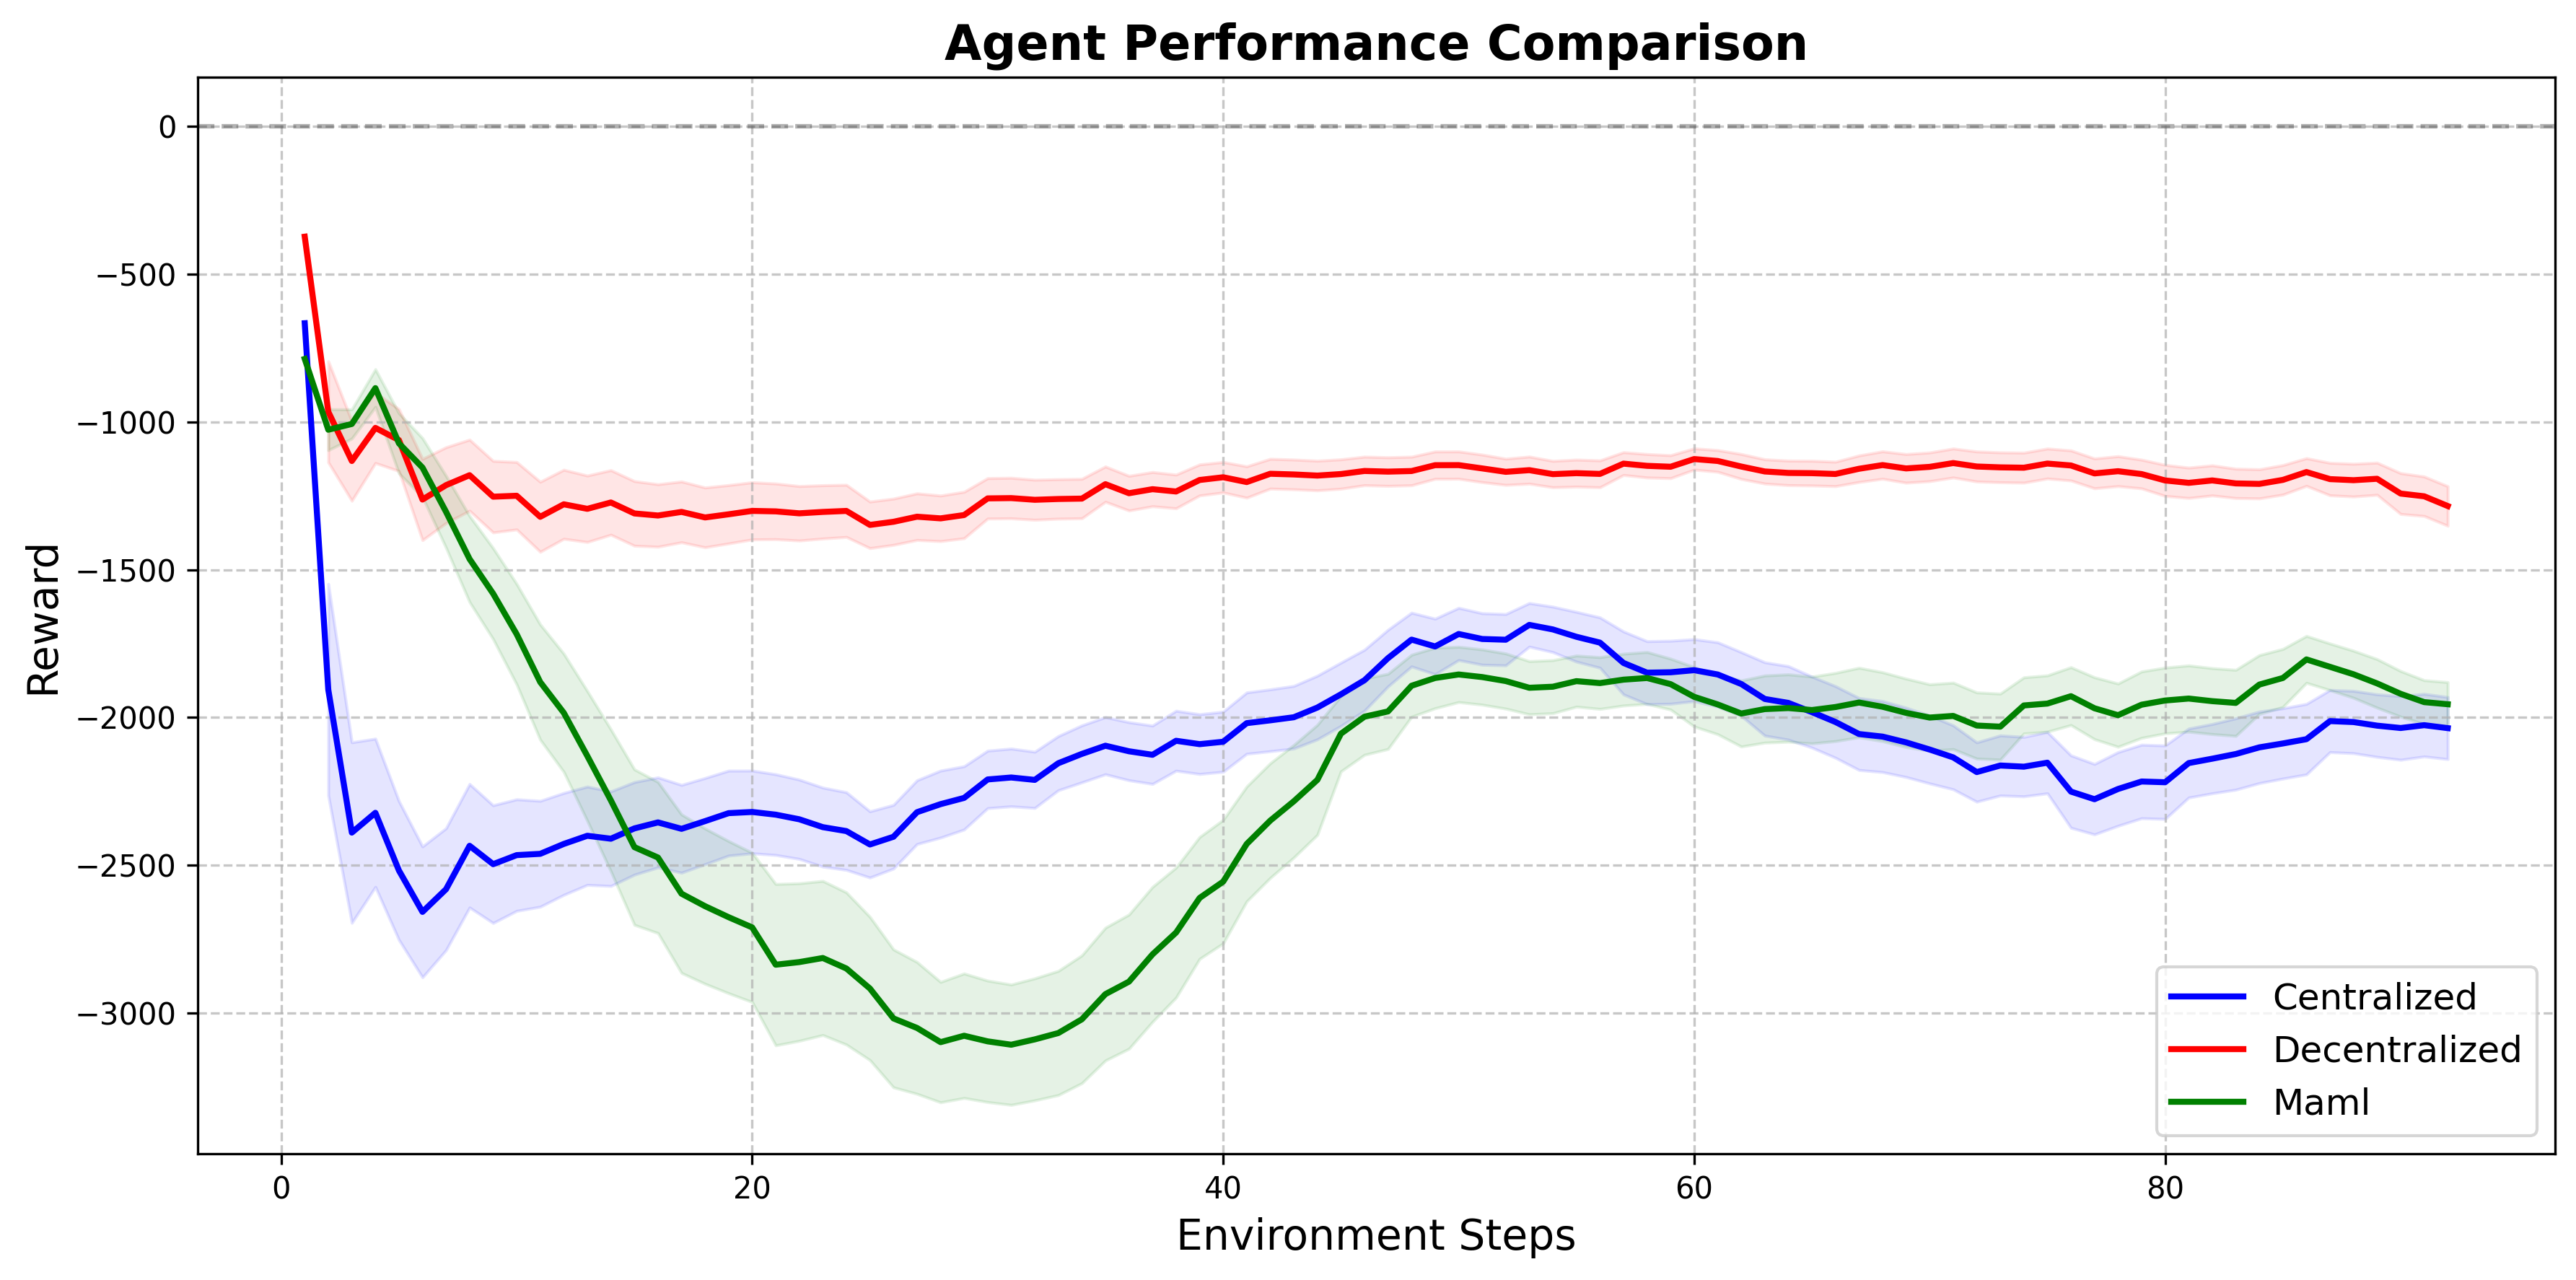 Agent Performance Comparison
Reward
0
−500
−1000
−1500
−2000
−2500
−3000
0 20 40 60 80
Environment Steps
Centralized
Decentralized
Maml